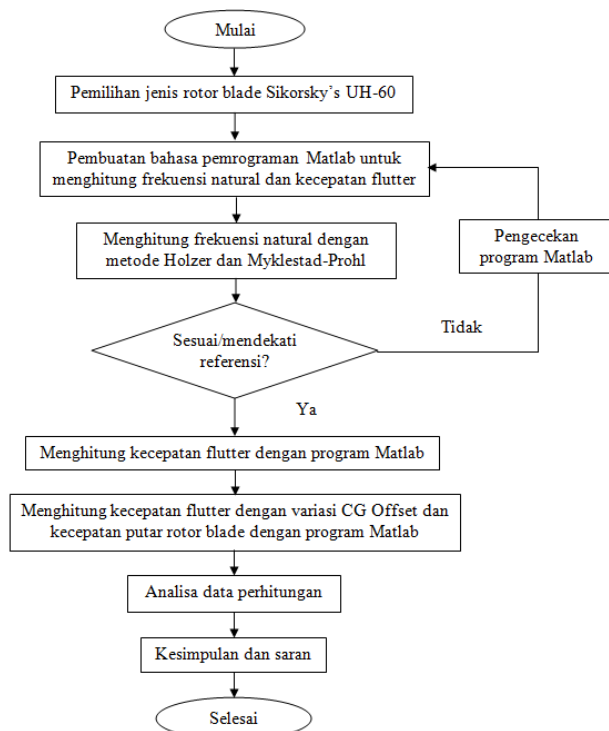 Mulai
Pemilihan jenis rotor blade Sikorsky’s UH-60
Pembuatan bahasa pemrograman Matlab untuk
menghitung frekuensi natural dan kecepatan flutter
Menghitung frekuensi natural dengan
metode Holzer dan Myklestad-Prohl
Pengecekan
program Matlab
Sesuai/mendekati
referensi?
Tidak
Ya
Menghitung kecepatan flutter dengan program Matlab
Menghitung kecepatan flutter dengan variasi CG Offset dan
kecepatan putar rotor blade dengan program Matlab
Analisa data perhitungan
Kesimpulan dan saran
Selesai